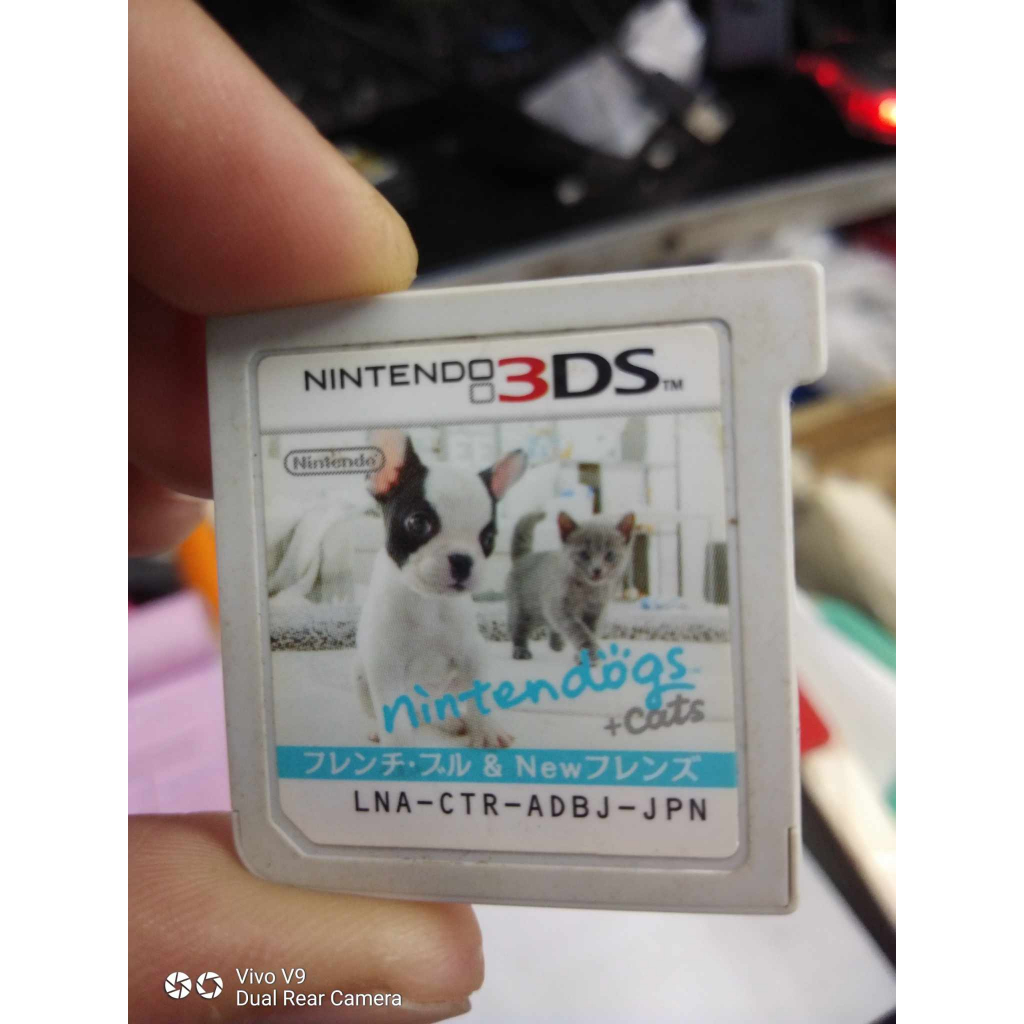 NINTENDO 3DS™
Nintendo
nintendogs™
+cats
フレンチ・ブル & Newフレンズ
LNA-CTR-ADBJ-JPN
Vivo V9
Dual Rear Camera